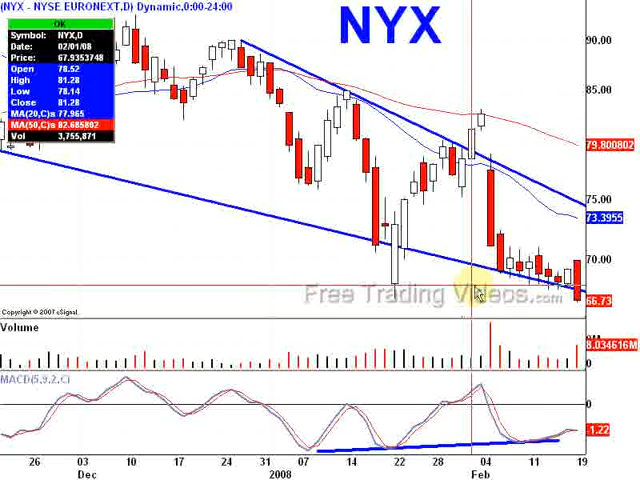 (NYX - NYSE EURONEXT,D) Dynamic,0:00-24:00
NYX
OK
Symbol: NYX,D
Date: 02/01/08
Price: 67.9353748
Open 78.52
High 81.28
Low 78.14
Close 81.28
MA(20,C)= 77.965
MA(50,C)= 82.685802
Vol 3,755,871
90.00
85.00
79.800802
75.00
73.3955
70.00
66.73
Free Trading Videos.com
Copyright © 2007 eSignal.
Volume
8.034616M
MACD(5,9,2,C)
0
-1.22
26 03 10 17 24 31 07 14 22 28 04 11 19
Dec 2008 Feb